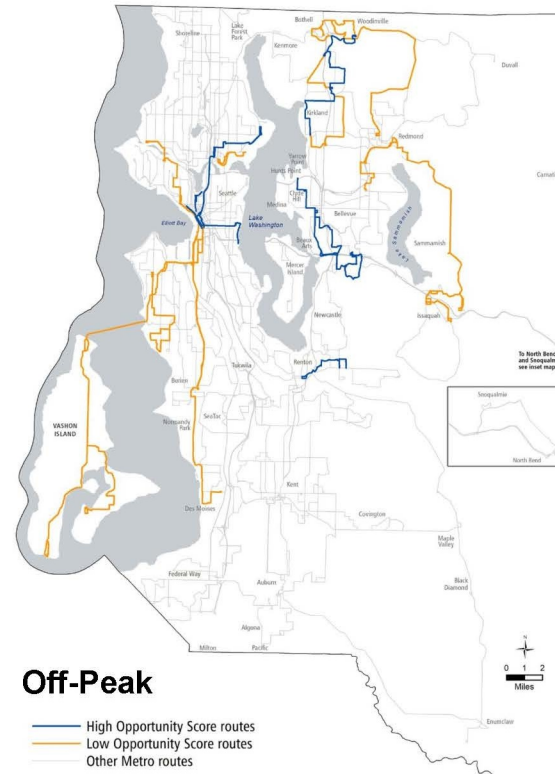 Bothell
Woodinville
Lake
Forest
Park
Shoreline
Kenmore
Duvall
Kirkland
Redmond
Yarrow
Point
Hunts Point
Clyde
Hill
Medina
Seattle
Elliot Bay
Lake
Washington
Bellevue
Beaux
Arts
Sammamish
Lake
Sammamish
Mercer
Island
Newcastle
Issaquah
To North Bend
and Snoqualm
see inset map
Renton
Tukwila
Burien
Snoqualmie
North Bend
VASHON
ISLAND
Normandy
Park
SeaTac
Kent
Des Moines
Covington
Maple
Valley
Federal Way
Auburn
Black
Diamond
Algona
Milton
Pacific
N
0 1 2
Miles
Enumclaw
Off-Peak
High Opportunity Score routes
Low Opportunity Score routes
Other Metro routes